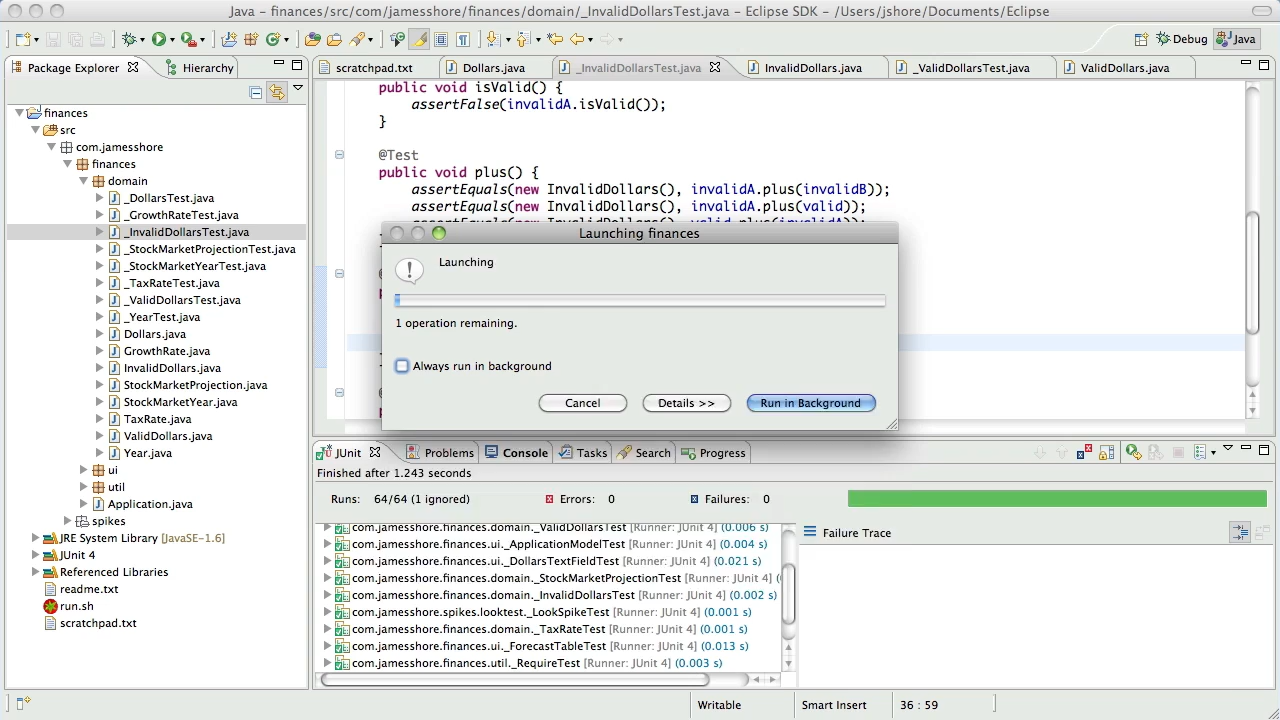 Java – finances/src/com/jamesshore/finances/domain/_InvalidDollarsTest.java – Eclipse SDK – /Users/jshore/Documents/Eclipse
Debug
Java
Package Explorer
Hierarchy
scratchpad.txt
Dollars.java
_InvalidDollarsTest.java
InvalidDollars.java
_ValidDollarsTest.java
ValidDollars.java
finances
src
com.jamesshore
finances
domain
_DollarsTest.java
_GrowthRateTest.java
_InvalidDollarsTest.java
_StockMarketProjectionTest.java
_StockMarketYearTest.java
_TaxRateTest.java
_ValidDollarsTest.java
_YearTest.java
Dollars.java
GrowthRate.java
InvalidDollars.java
StockMarketProjection.java
StockMarketYear.java
TaxRate.java
ValidDollars.java
Year.java
ui
util
Application.java
spikes
JRE System Library [JavaSE-1.6]
JUnit 4
Referenced Libraries
readme.txt
run.sh
scratchpad.txt
public void isValid() {
assertFalse(invalidA.isValid());
}
@Test
public void plus() {
assertEquals(new InvalidDollars(), invalidA.plus(invalidB));
assertEquals(new InvalidDollars(), invalidA.plus(valid));
assertEquals(new InvalidDollars(), valid.plus(invalidA));
Launching finances
Launching
1 operation remaining.
Always run in background
Cancel
Details >>
Run in Background
JUnit
Problems
Console
Tasks
Search
Progress
Finished after 1.243 seconds
Runs: 64/64 (1 ignored)
Errors: 0
Failures: 0
com.jamesshore.finances.domain._ValidDollarsTest [Runner: JUnit 4] (0.006 s)
com.jamesshore.finances.ui._ApplicationModelTest [Runner: JUnit 4] (0.004 s)
com.jamesshore.finances.ui._DollarsTextFieldTest [Runner: JUnit 4] (0.021 s)
com.jamesshore.finances.domain._StockMarketProjectionTest [Runner: JUnit 4] (
com.jamesshore.finances.domain._InvalidDollarsTest [Runner: JUnit 4] (0.002 s)
com.jamesshore.spikes.looktest._LookSpikeTest [Runner: JUnit 4] (0.001 s)
com.jamesshore.finances.domain._TaxRateTest [Runner: JUnit 4] (0.001 s)
com.jamesshore.finances.ui._ForecastTableTest [Runner: JUnit 4] (0.013 s)
com.jamesshore.finances.util._RequireTest [Runner: JUnit 4] (0.003 s)
Failure Trace
Writable
Smart Insert
36 : 59